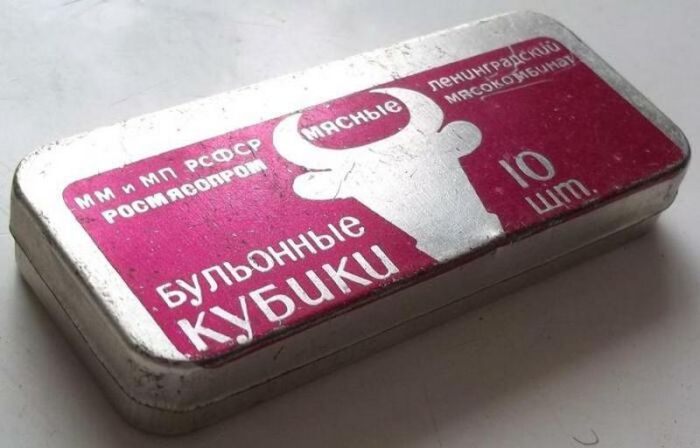 ММ и МП РСФСР
РОСМЯСОПРОМ
МЯСНЫЕ
ЛЕНИНГРАДСКИЙ
МЯСОКОМБИНАТ
БУЛЬОННЫЕ
КУБИКИ
10
ШТ.